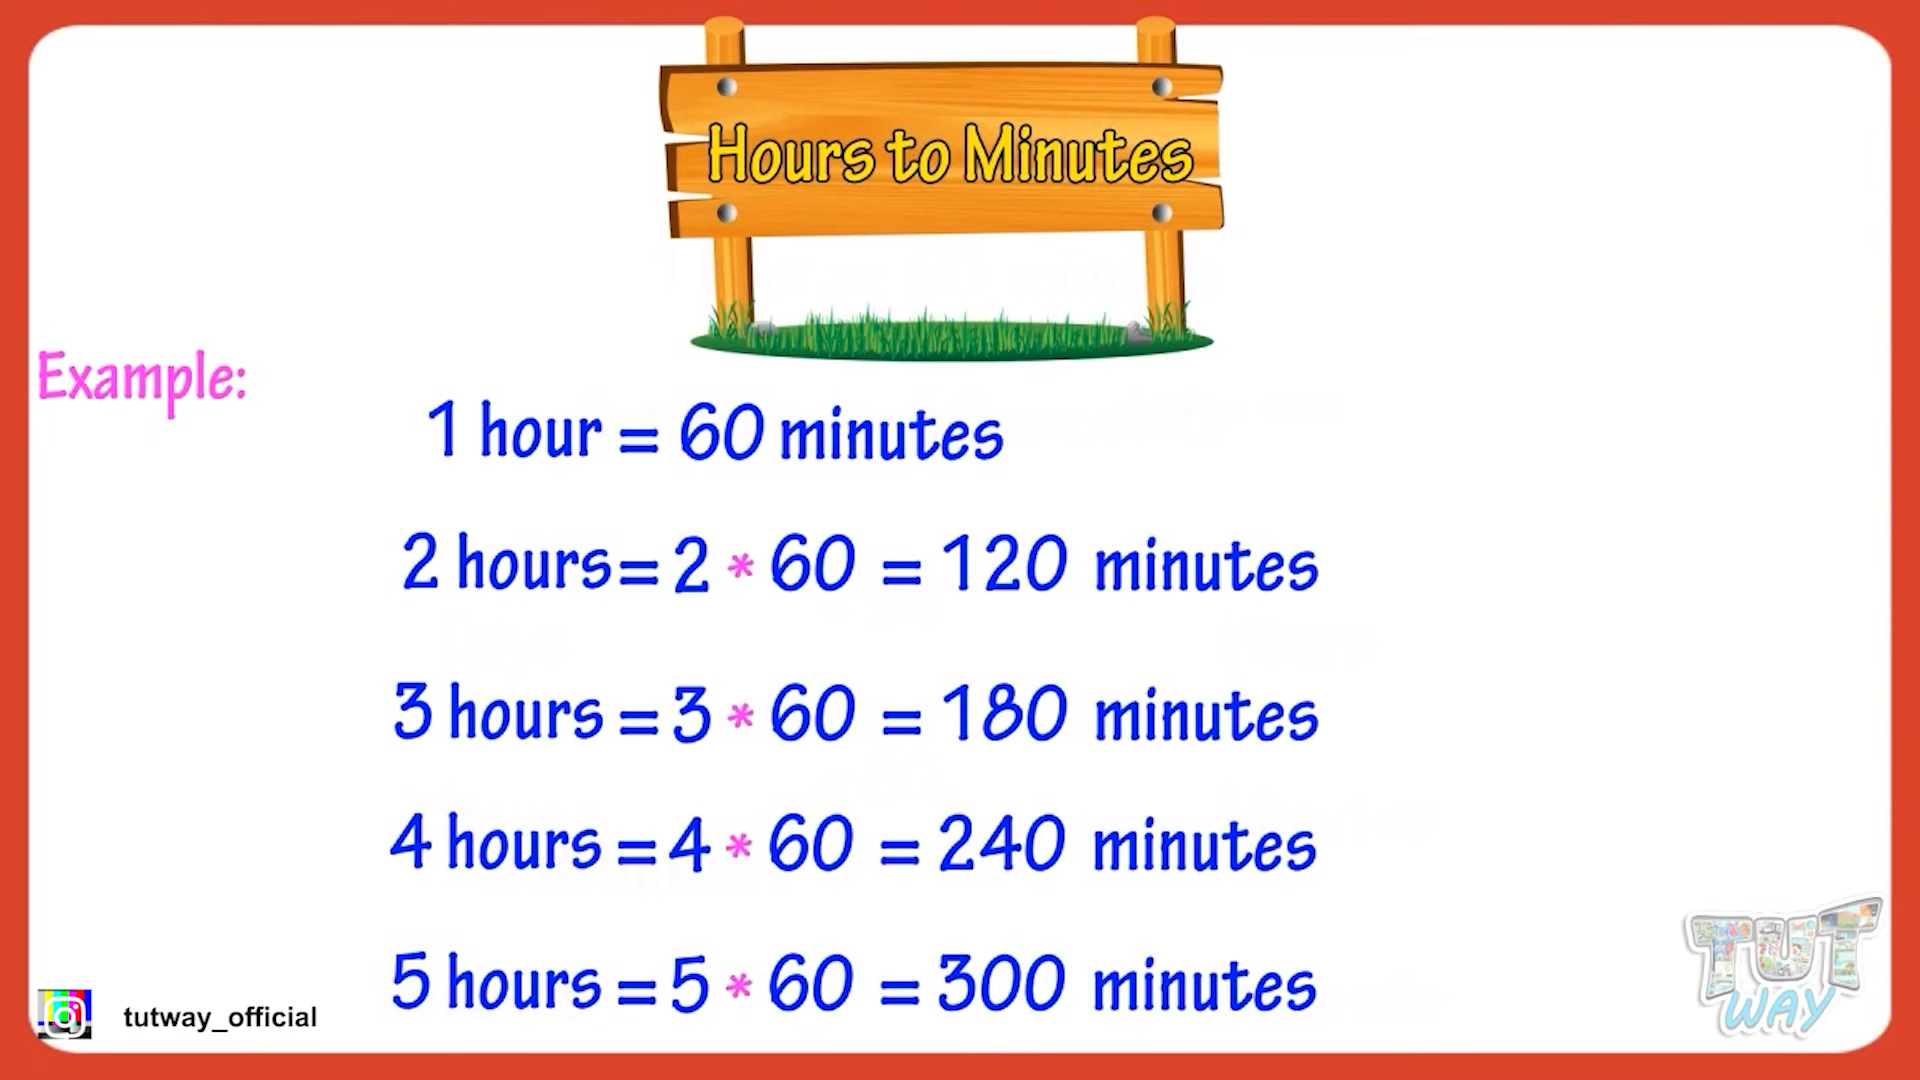 Hours to Minutes
Example:
1 hour = 60 minutes
2 hours = 2 * 60 = 120 minutes
3 hours = 3 * 60 = 180 minutes
4 hours = 4 * 60 = 240 minutes
5 hours = 5 * 60 = 300 minutes
tutway_official
TUT
WAY